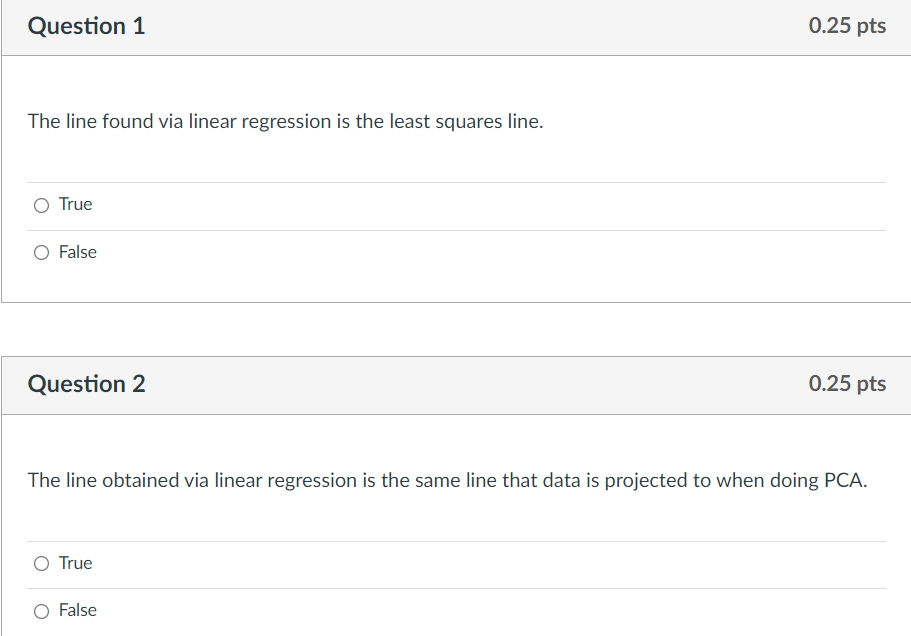 Question 1
0.25 pts
The line found via linear regression is the least squares line.
True
False
Question 2
0.25 pts
The line obtained via linear regression is the same line that data is projected to when doing PCA.
True
False